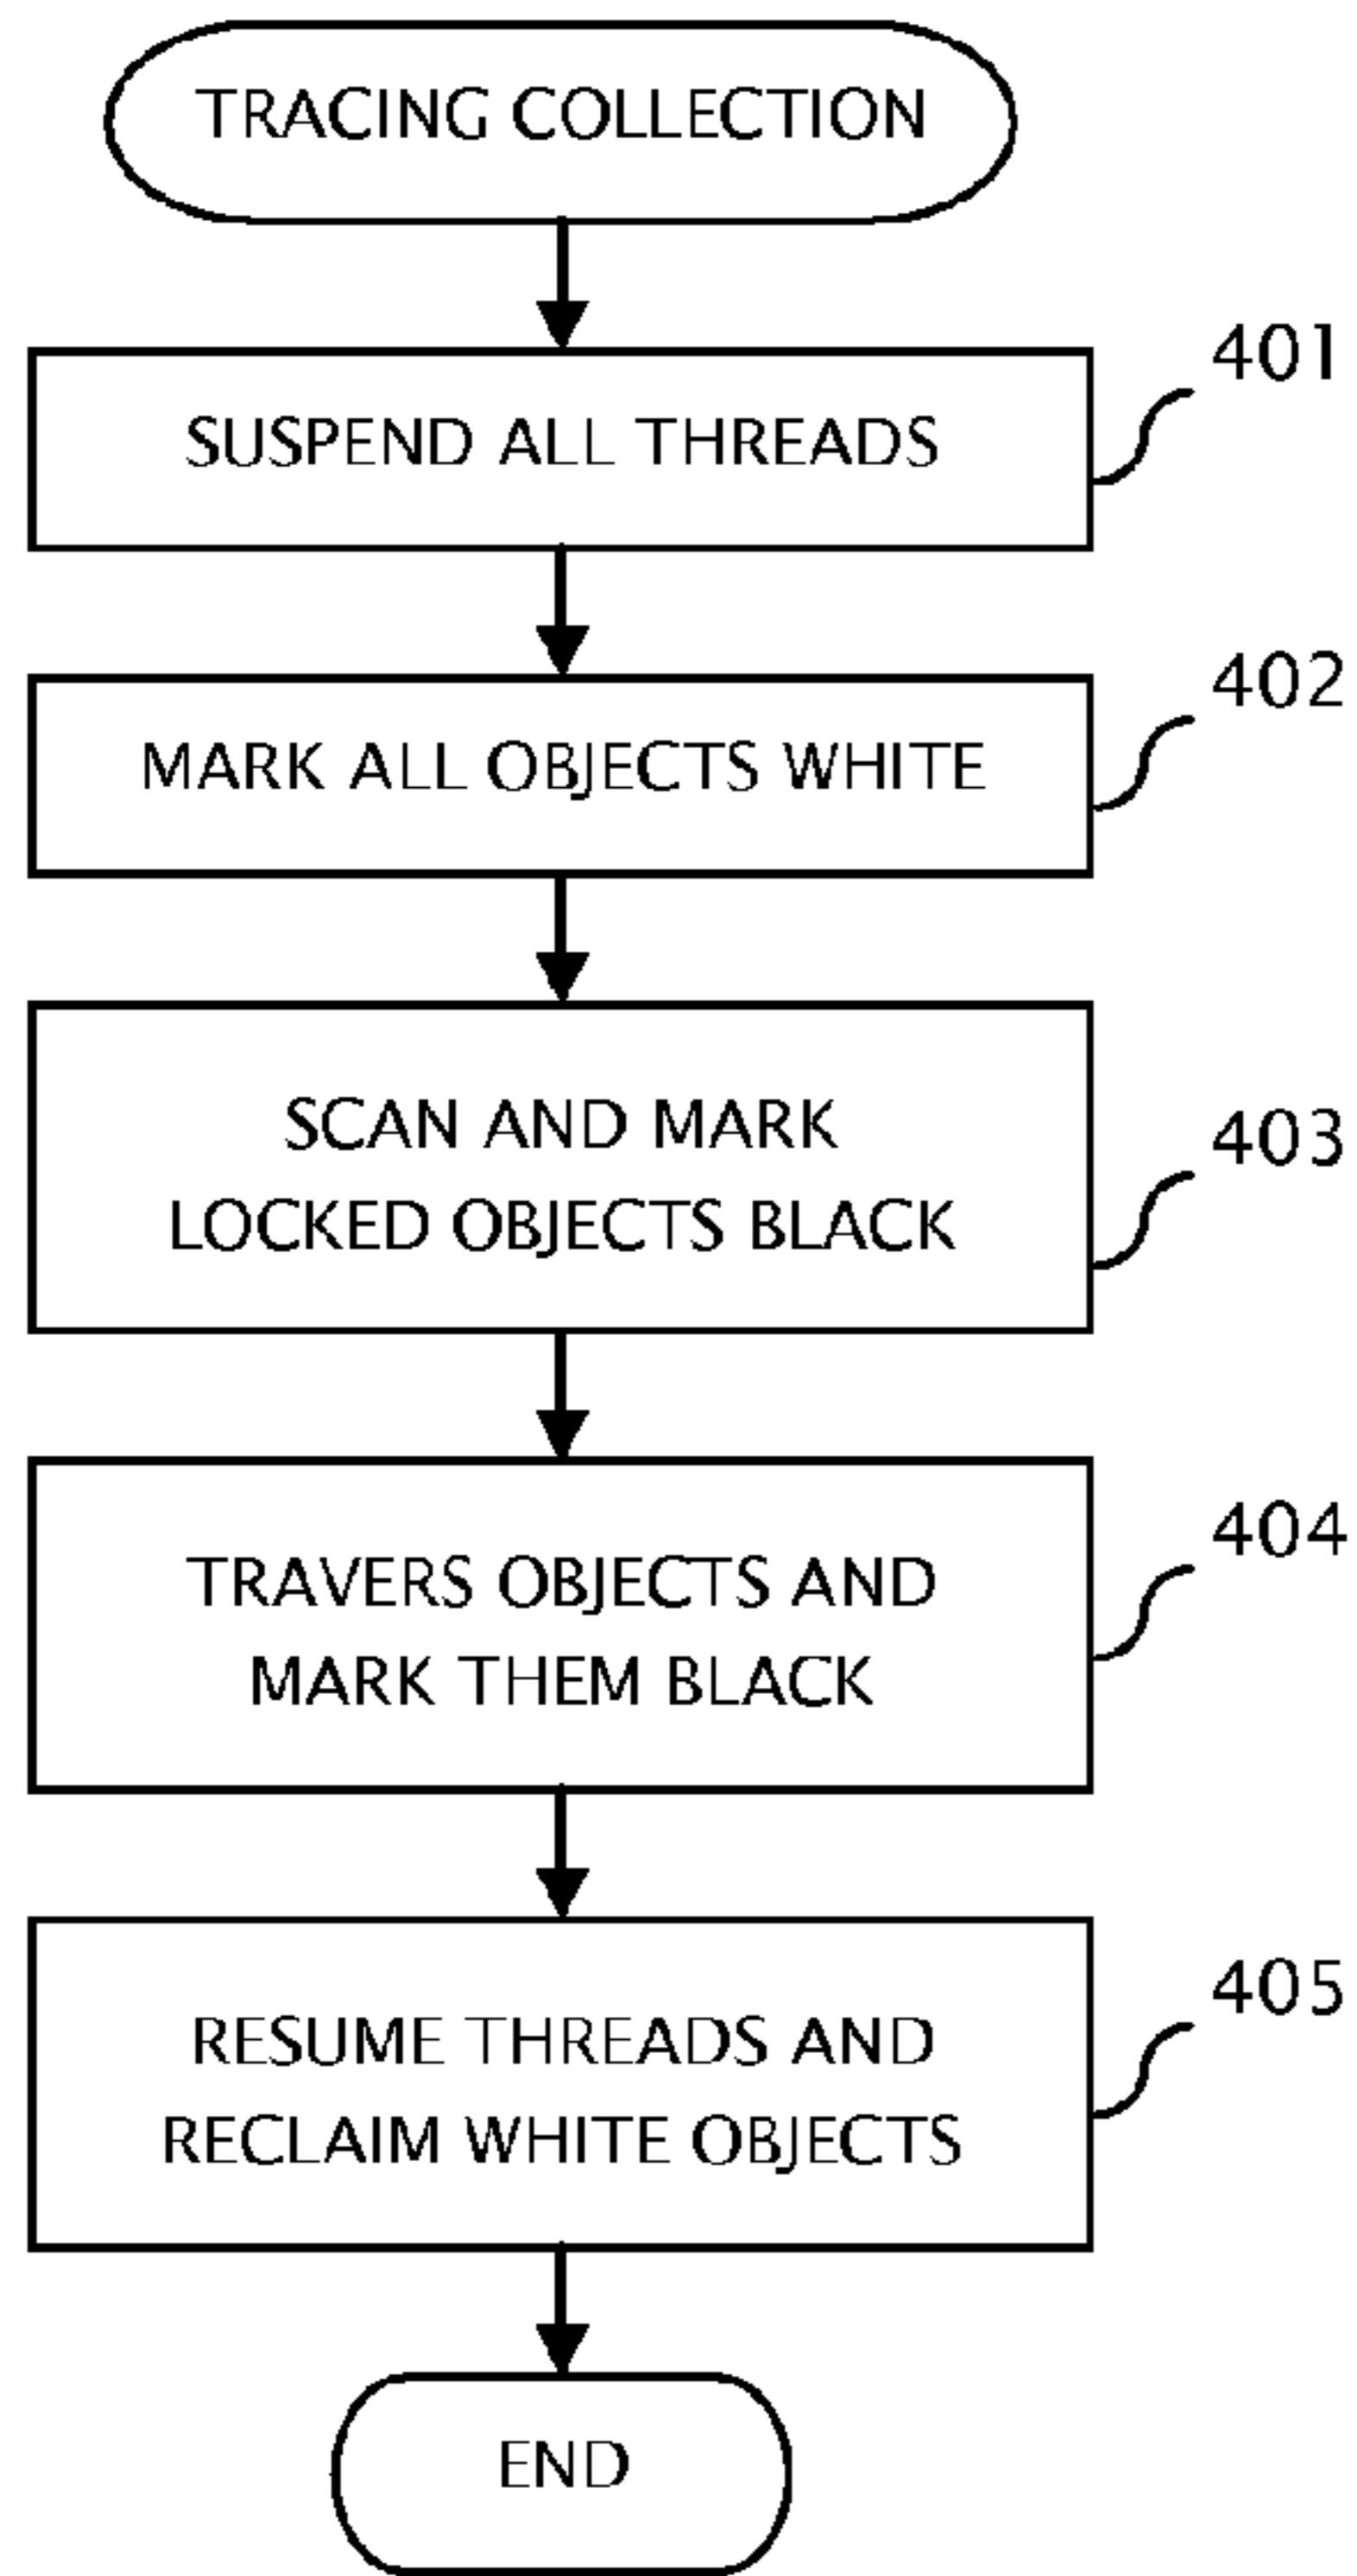 TRACING COLLECTION
401
SUSPEND ALL THREADS
402
MARK ALL OBJECTS WHITE
403
SCAN AND MARK
LOCKED OBJECTS BLACK
404
TRAVERS OBJECTS AND
MARK THEM BLACK
405
RESUME THREADS AND
RECLAIM WHITE OBJECTS
END